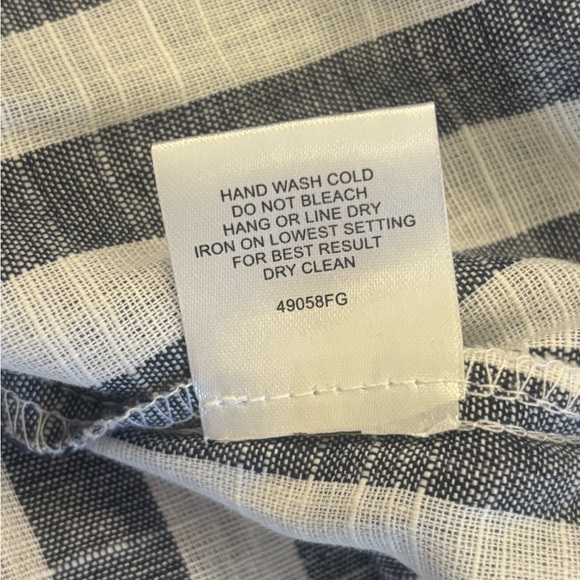 HAND WASH COLD
DO NOT BLEACH
HANG OR LINE DRY
IRON ON LOWEST SETTING
FOR BEST RESULT
DRY CLEAN
49058FG